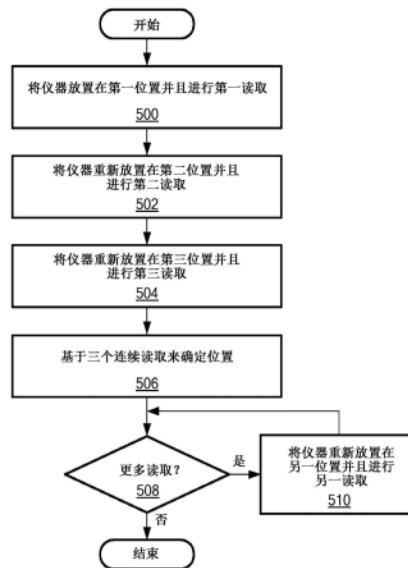 开始
将仪器放置在第一位置并且进行第一读取
500
将仪器重新放置在第二位置并且
进行第二读取
502
将仪器重新放置在第三位置并且
进行第三读取
504
基于三个连续读取来确定位置
506
更多读取?
508
是
将仪器重新放置在
另一位置并且进行
另一读取
510
否
结束